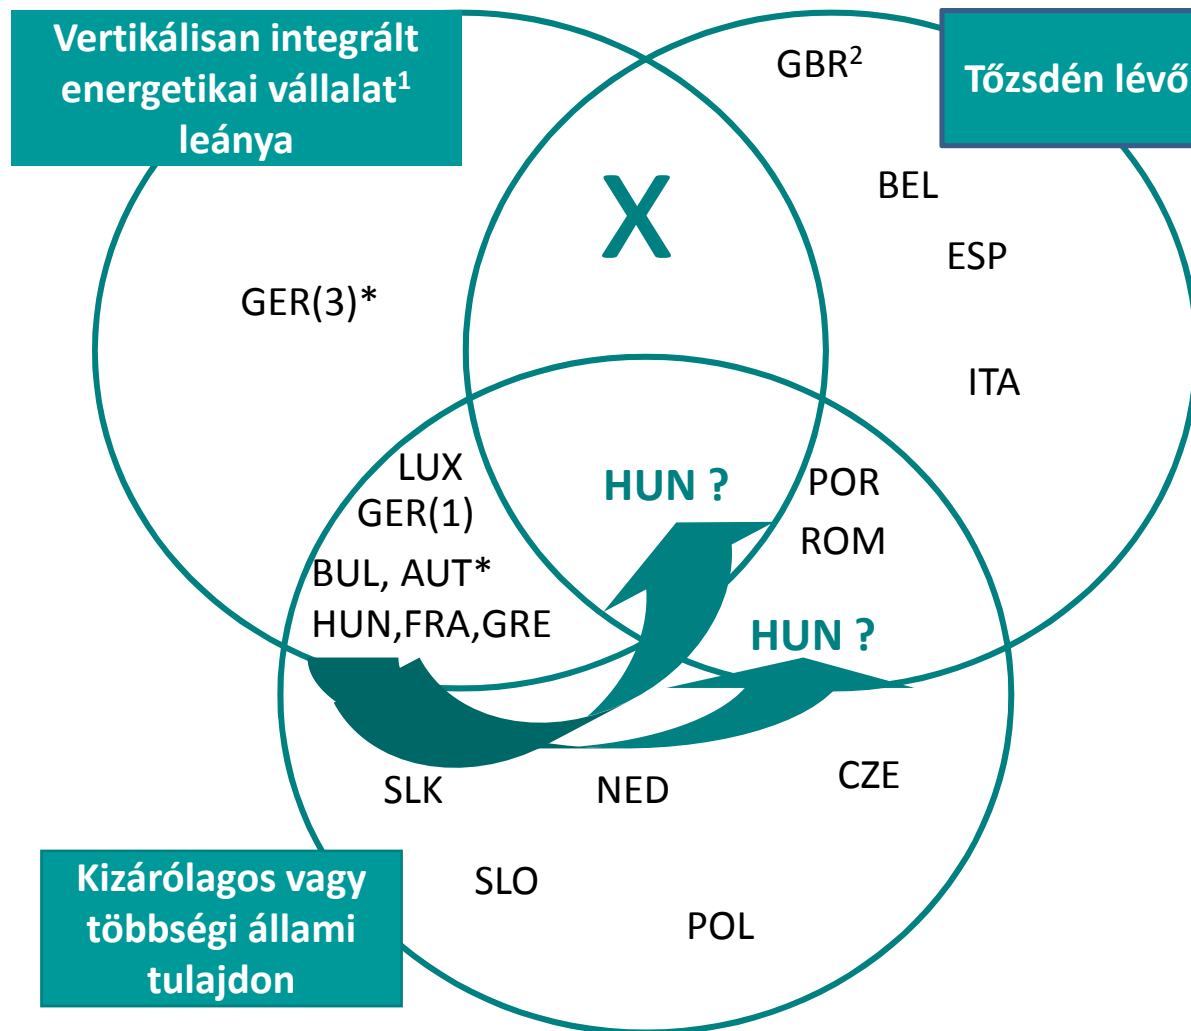 Vertikálisan integrált
energetikai vállalat¹
leánya
GBR²
Tőzsdén lévő
BEL
X
ESP
GER(3)*
ITA
LUX
GER(1)
BUL, AUT*
HUN,FRA,GRE
HUN ?
POR
ROM
HUN ?
SLK
NED
CZE
SLO
POL
Kizárólagos vagy
többségi állami
tulajdon